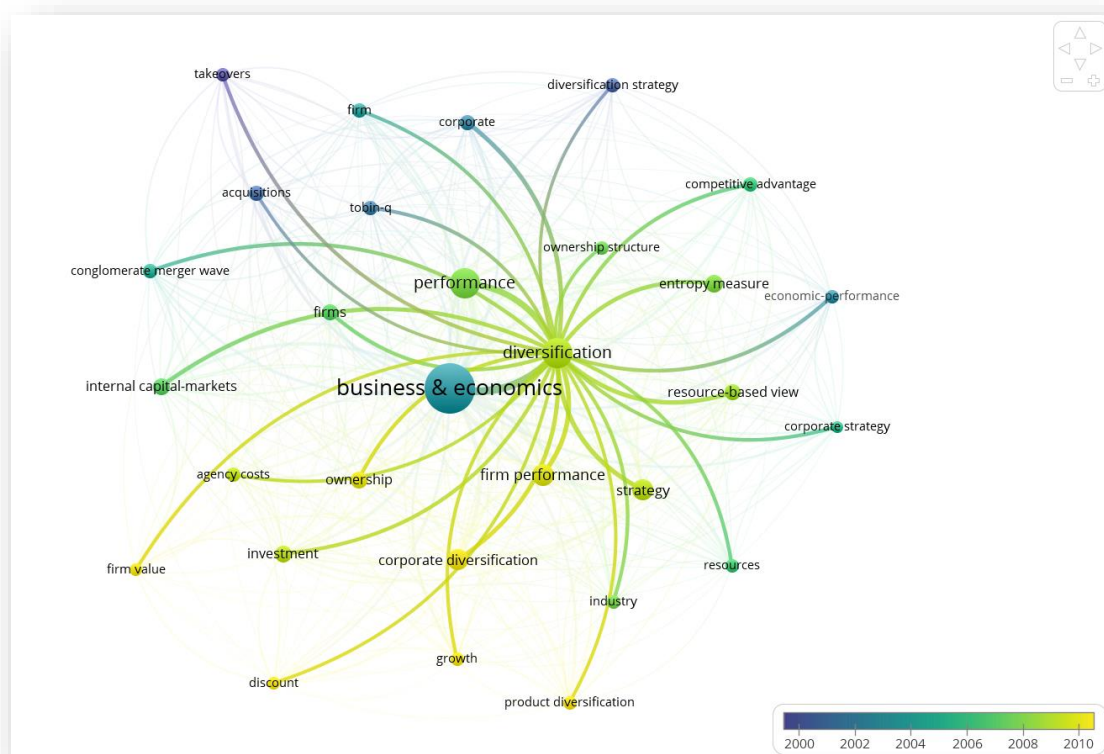 takeovers
diversification strategy
firm
corporate
competitive advantage
acquisitions
tobin-q
ownership structure
conglomerate merger wave
performance
entropy measure
economic-performance
firms
diversification
internal capital-markets
business & economics
resource-based view
corporate strategy
agency costs
ownership
firm performance
strategy
investment
corporate diversification
firm value
resources
industry
growth
discount
product diversification
2000 2002 2004 2006 2008 2010